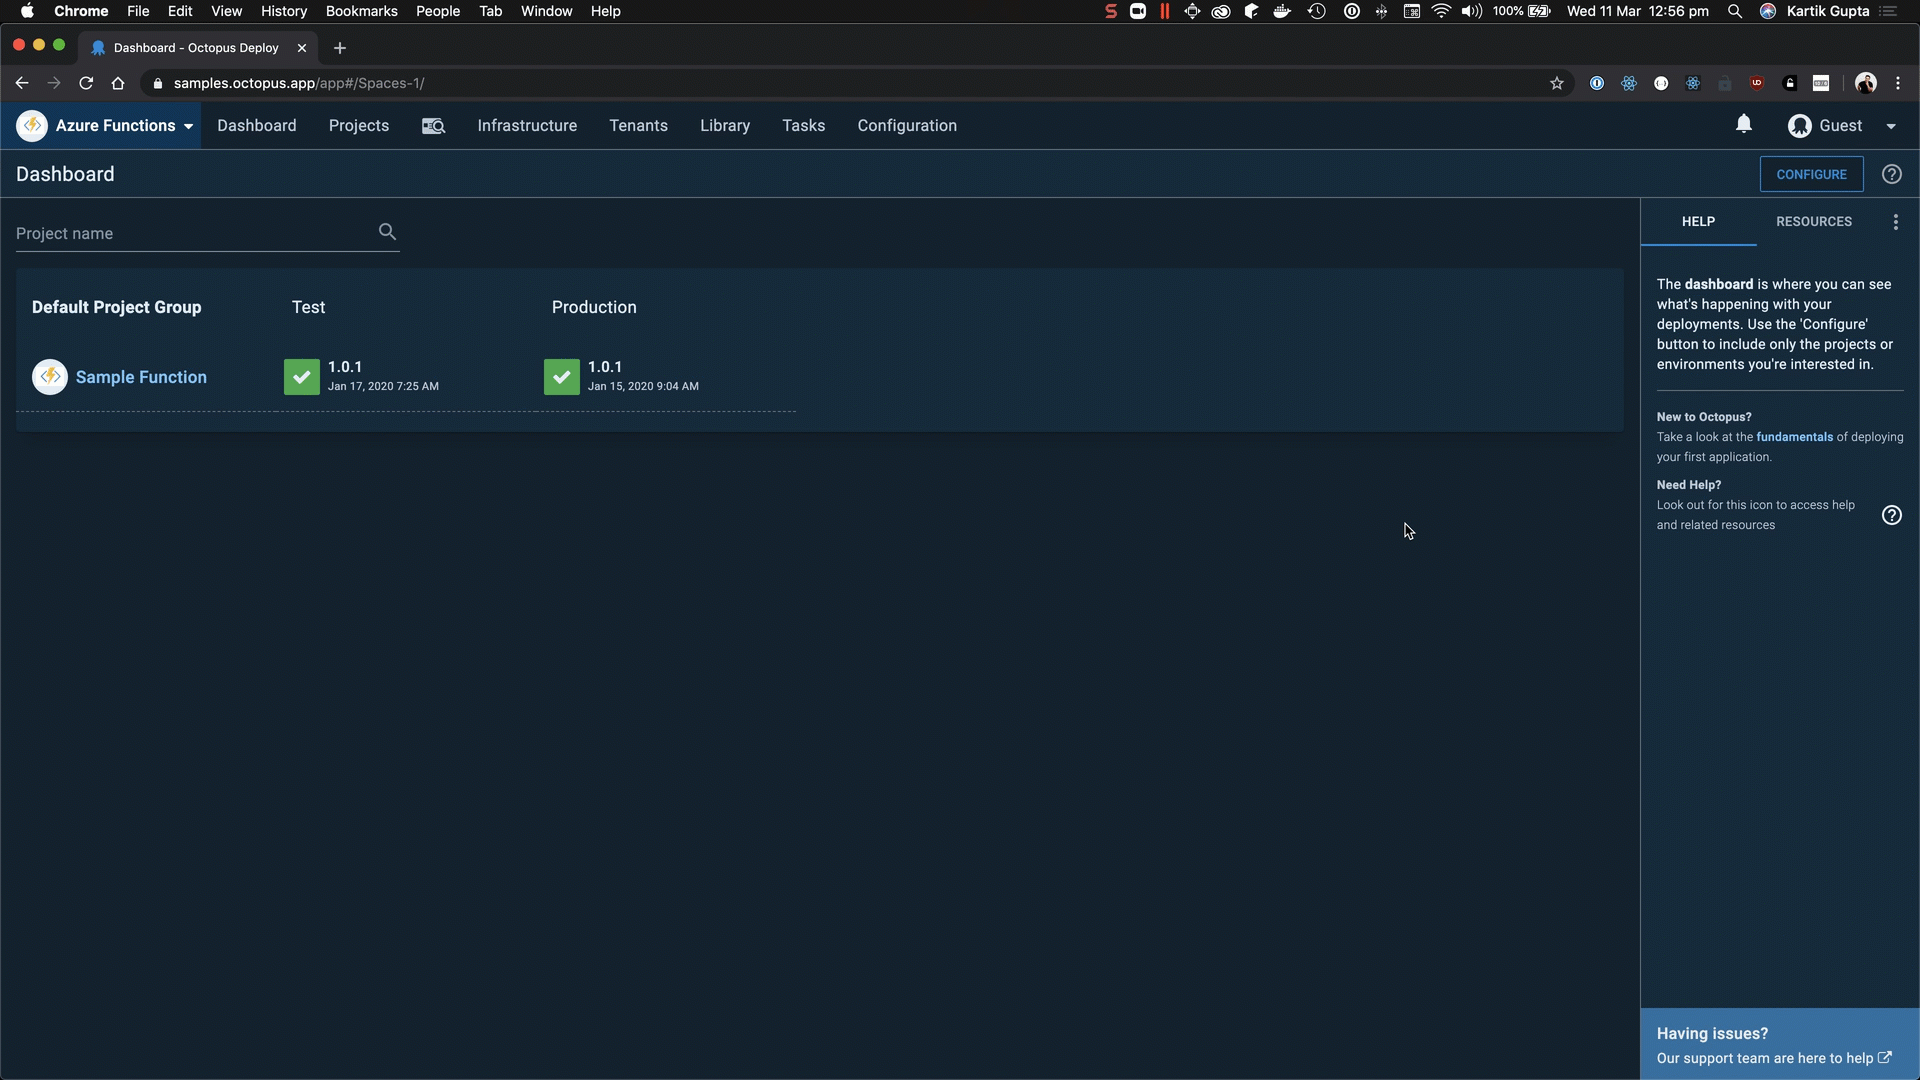 Chrome File Edit View History Bookmarks People Tab Window Help 100% Wed 11 Mar 12:56 pm Kartik Gupta
Dashboard - Octopus Deploy
samples.octopus.app/app#/Spaces-1/
Azure Functions Dashboard Projects Infrastructure Tenants Library Tasks Configuration Guest
Dashboard CONFIGURE
Project name
Default Project Group Test Production
Sample Function
1.0.1
Jan 17, 2020 7:25 AM
1.0.1
Jan 15, 2020 9:04 AM
HELP RESOURCES
The dashboard is where you can see
what's happening with your
deployments. Use the 'Configure'
button to include only the projects or
environments you're interested in.
New to Octopus?
Take a look at the fundamentals of deploying
your first application.
Need Help?
Look out for this icon to access help
and related resources
Having issues?
Our support team are here to help